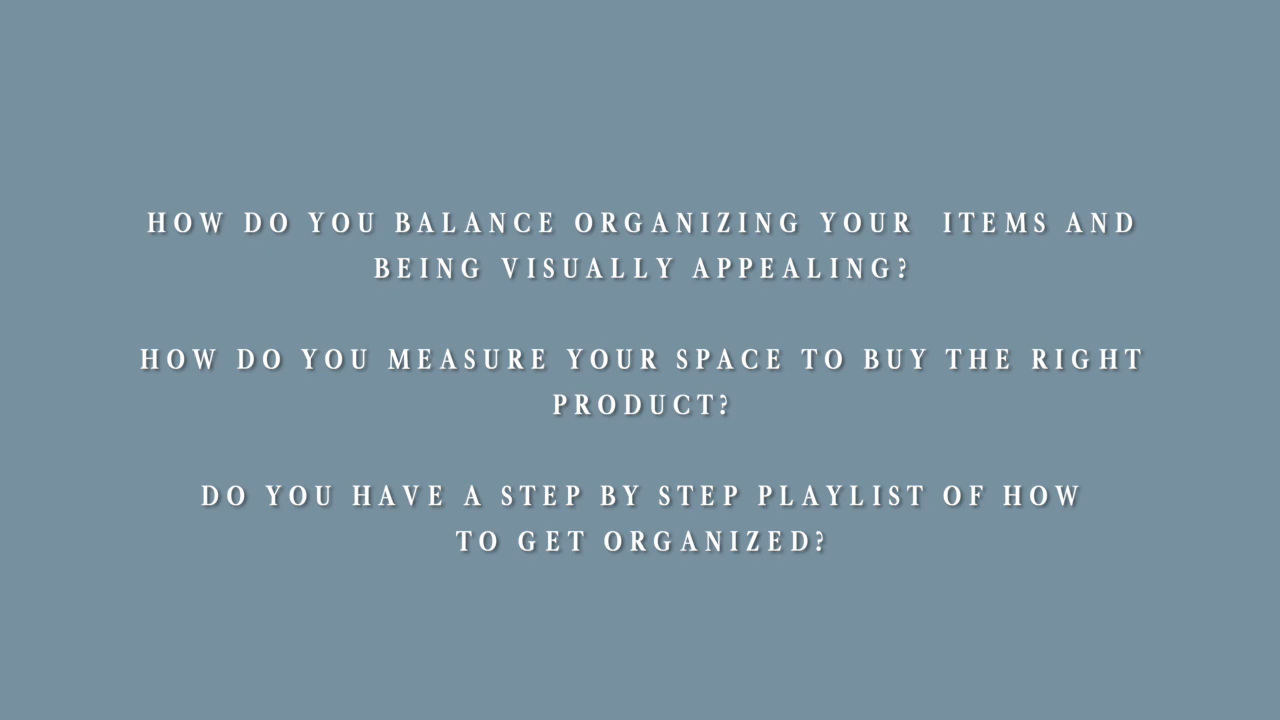 HOW DO YOU BALANCE ORGANIZING YOUR  ITEMS AND
BEING VISUALLY APPEALING?
HOW DO YOU MEASURE YOUR SPACE TO BUY THE RIGHT
PRODUCT?
DO YOU HAVE A STEP BY STEP PLAYLIST OF HOW
TO GET ORGANIZED?